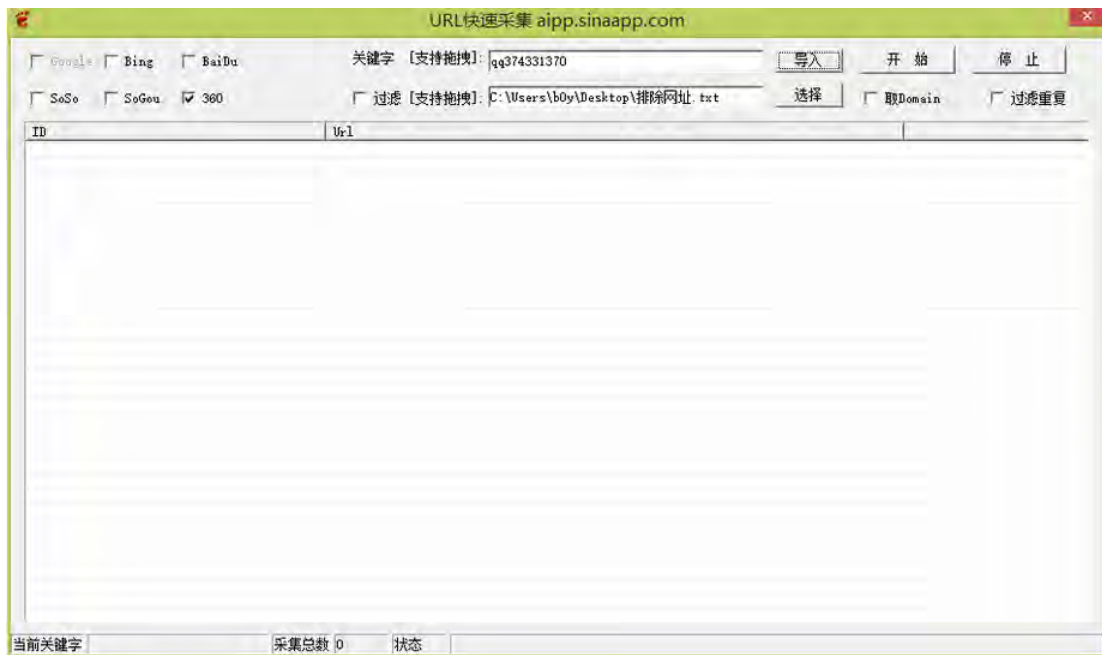 URL快速采集 aipp.sinaapp.com
Google Bing BaiDu 关键字 [支持拖拽]: qq374331370 导入 开 始 停 止
SoSo SoGou 360 过滤 [支持拖拽]: C:\Users\b0y\Desktop\排除网址.txt 选择 取Domain 过滤重复
ID Url
当前关键字 采集总数 0 状态